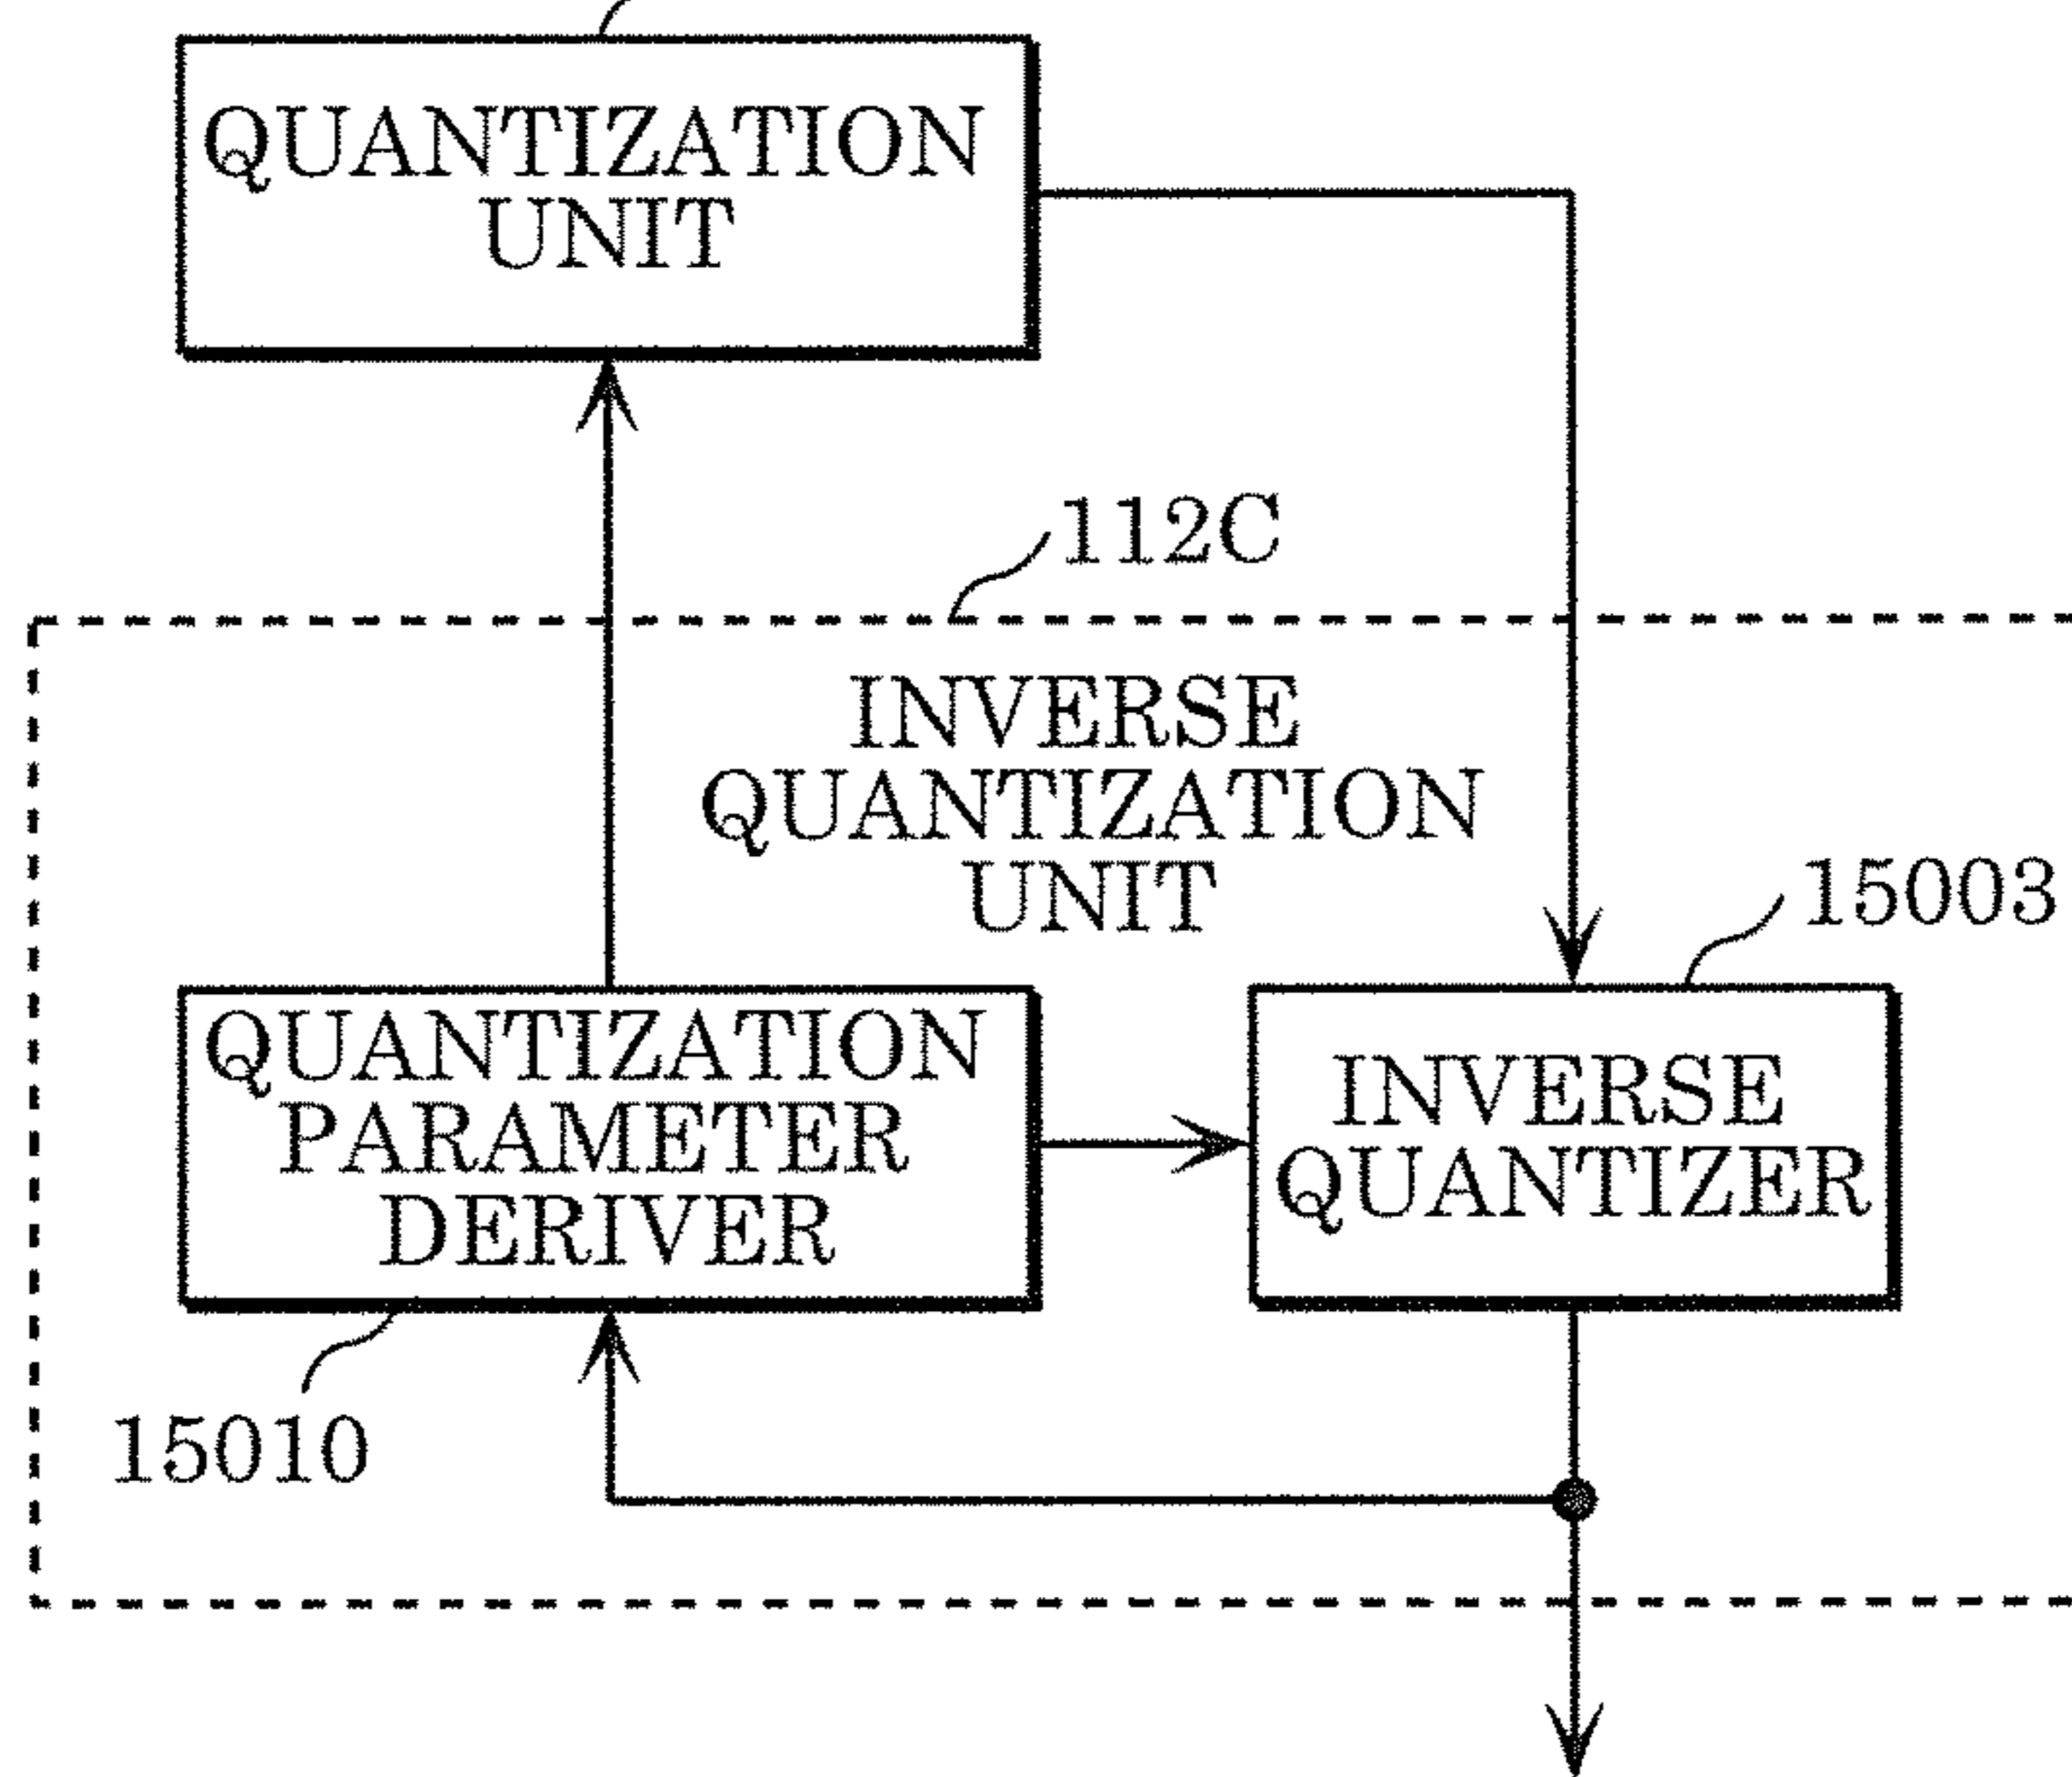 QUANTIZATION
UNIT
112C
INVERSE
QUANTIZATION
UNIT
15003
QUANTIZATION
PARAMETER
DERIVER
INVERSE
QUANTIZER
15010